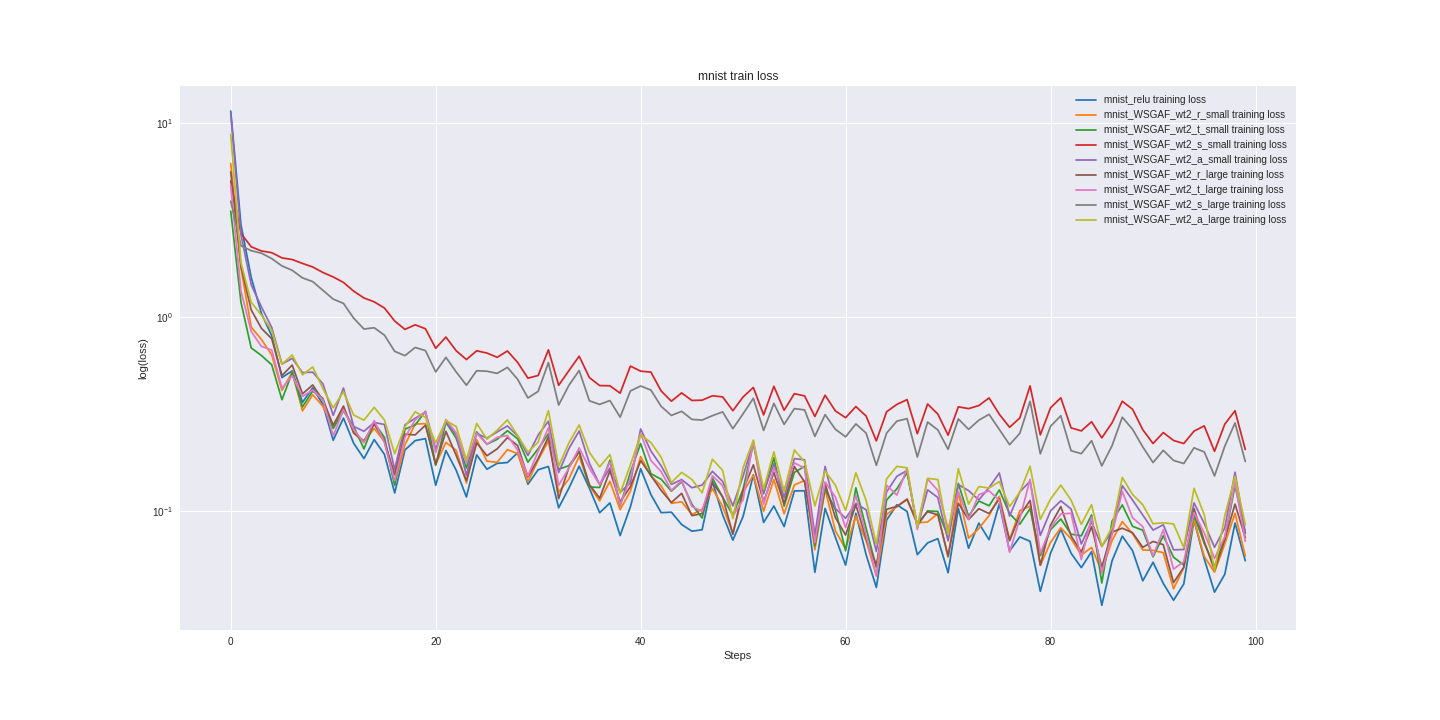 mnist train loss
mnist_relu training loss
mnist_WSGAF_wt2_r_small training loss
mnist_WSGAF_wt2_t_small training loss
mnist_WSGAF_wt2_s_small training loss
mnist_WSGAF_wt2_a_small training loss
mnist_WSGAF_wt2_r_large training loss
mnist_WSGAF_wt2_t_large training loss
mnist_WSGAF_wt2_s_large training loss
mnist_WSGAF_wt2_a_large training loss
log(loss)
10¹
10⁰
10⁻¹
0 20 40 60 80 100
Steps